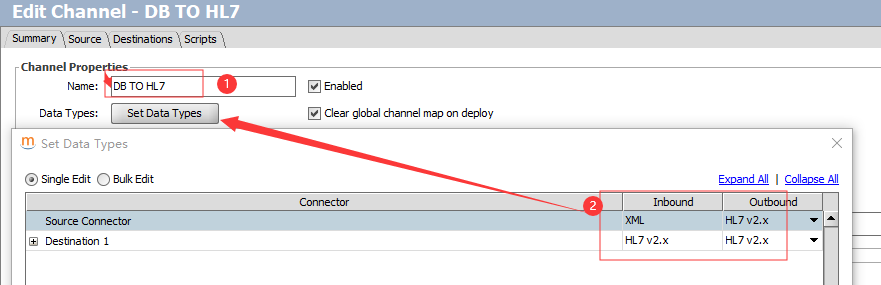 Edit Channel - DB TO HL7
Summary Source Destinations Scripts
Channel Properties
Name: DB TO HL7 1 Enabled
Data Types: Set Data Types Clear global channel map on deploy
m Set Data Types
Single Edit Bulk Edit Expand All | Collapse All
Connector Inbound Outbound
2
Source Connector XML HL7 v2.x
Destination 1 HL7 v2.x HL7 v2.x